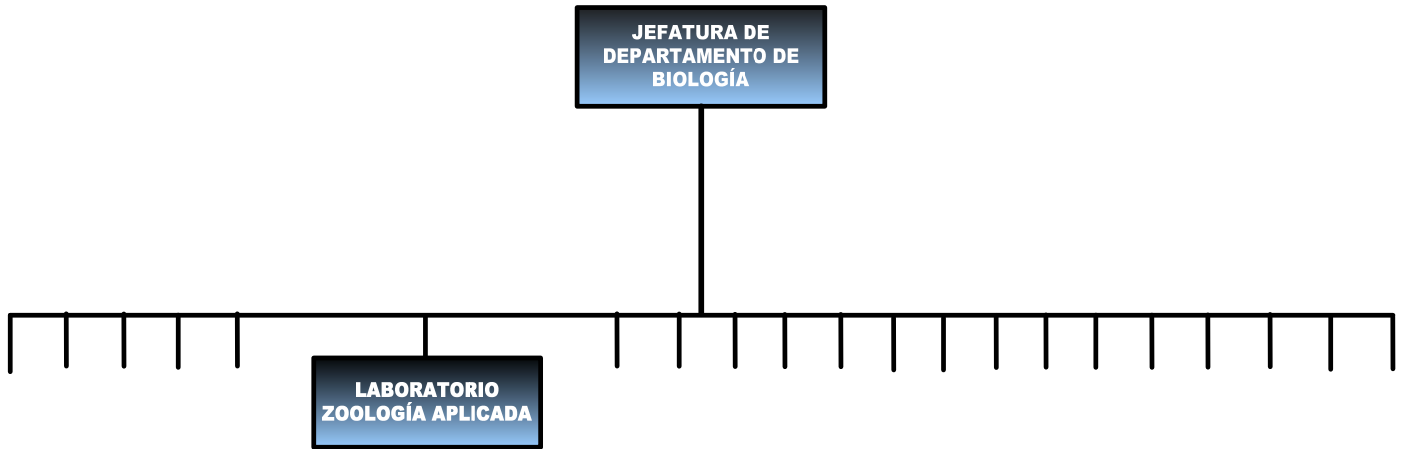 JEFATURA DE
DEPARTAMENTO DE
BIOLOGÍA
LABORATORIO
ZOOLOGÍA APLICADA